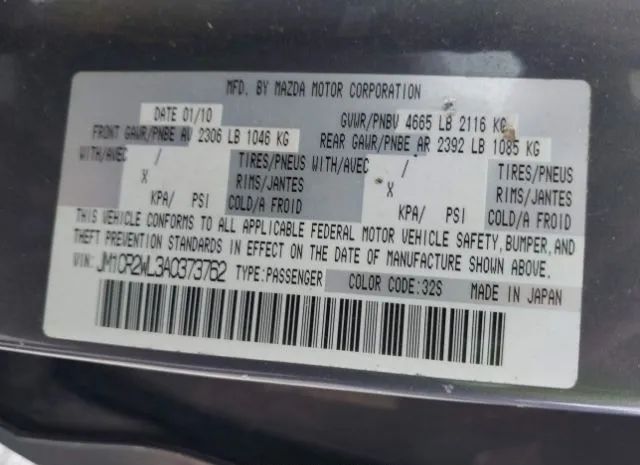 MFD. BY MAZDA MOTOR CORPORATION
DATE 01/10 GVWR/PNBV 4665 LB 2116 KG
FRONT GAWR/PNBE AV 2306 LB 1046 KG REAR GAWR/PNBE AR 2392 LB 1085 KG
WITH/AVEC / TIRES/PNEUS WITH/AVEC / TIRES/PNEUS
X RIMS/JANTES X RIMS/JANTES
KPA/ PSI COLD/A FROID KPA/ PSI COLD/A FROID
THIS VEHICLE CONFORMS TO ALL APPLICABLE FEDERAL MOTOR VEHICLE SAFETY, BUMPER, AND
THEFT PREVENTION STANDARDS IN EFFECT ON THE DATE OF MANUFACTURE SHOWN ABOVE.
VIN: JM1CR2WL3A0373762 TYPE:PASSENGER COLOR CODE:32S MADE IN JAPAN